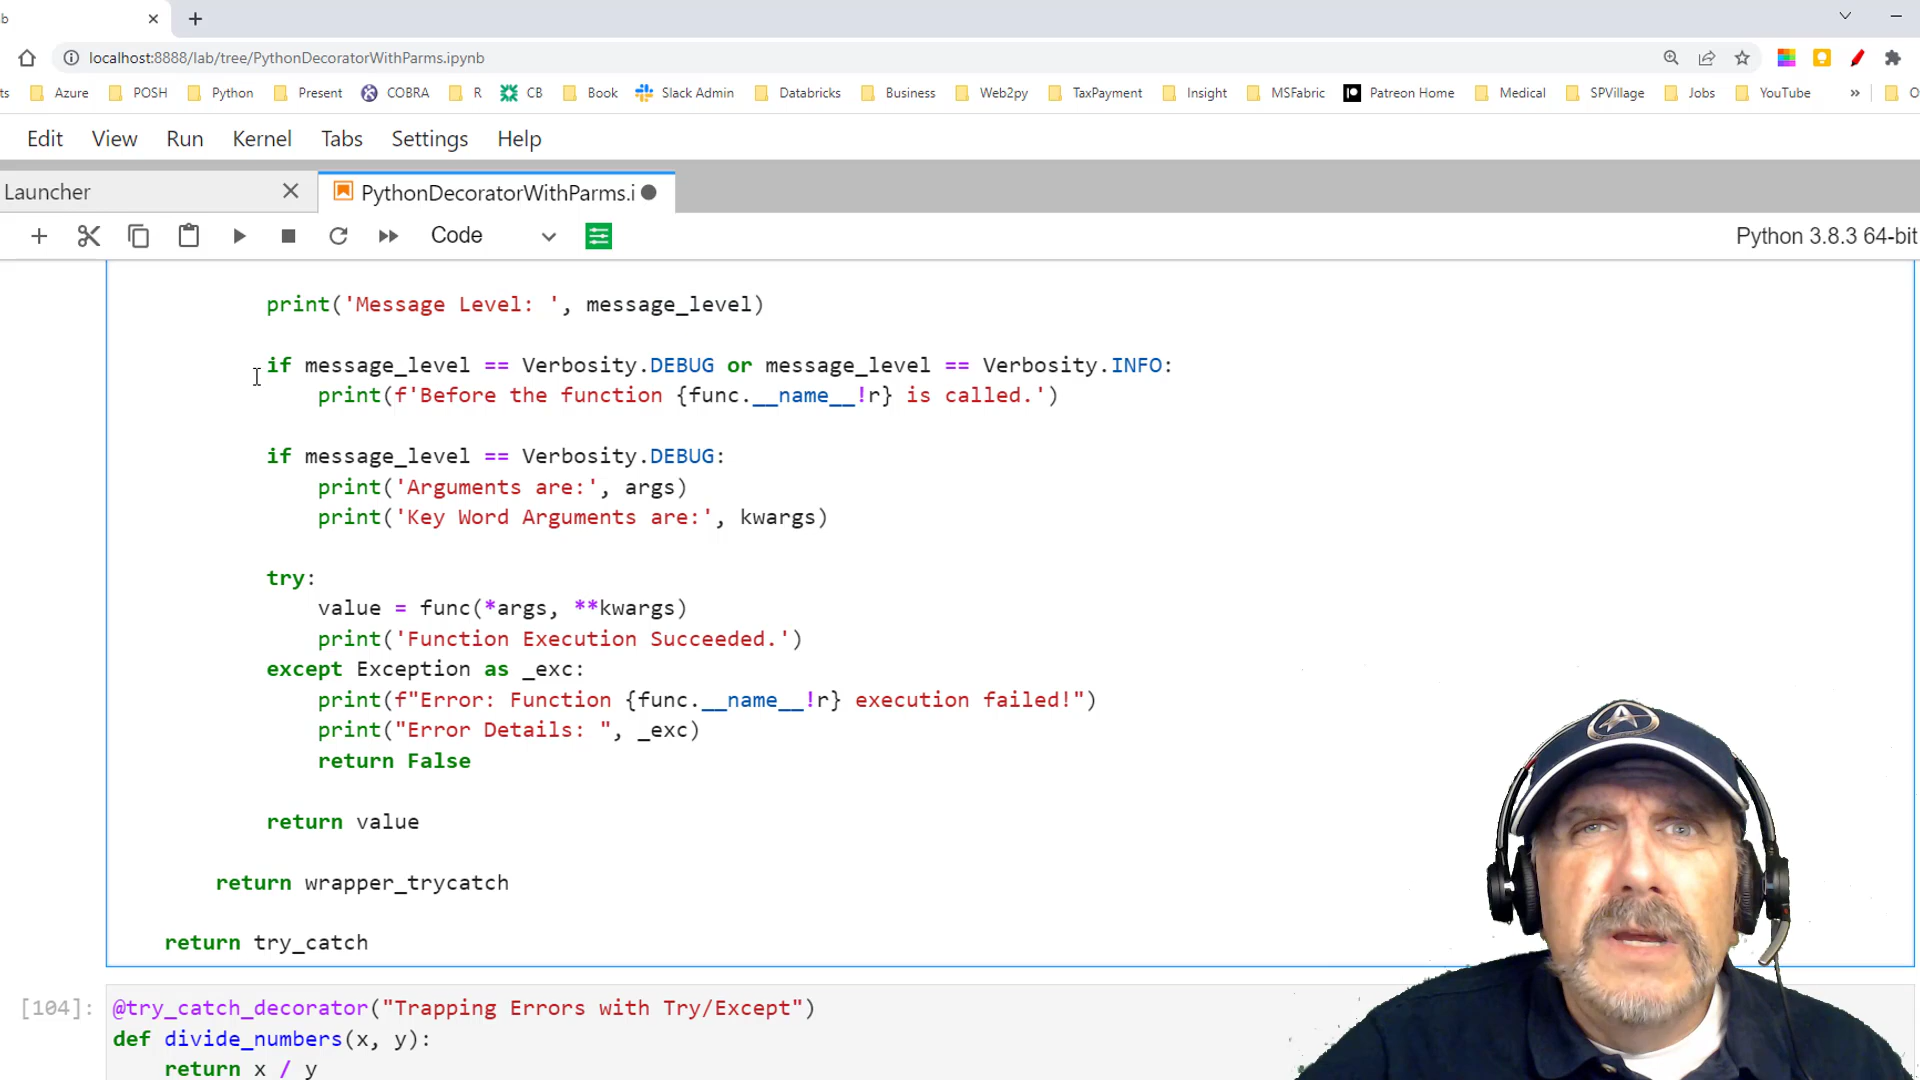 b
localhost:8888/lab/tree/PythonDecoratorWithParms.ipynb
ts Azure POSH Python Present COBRA R CB Book Slack Admin Databricks Business Web2py TaxPayment Insight MSFabric Patreon Home Medical SPVillage Jobs YouTube » O
Edit View Run Kernel Tabs Settings Help
Launcher PythonDecoratorWithParms.i
Code Python 3.8.3 64-bit
print('Message Level: ', message_level)
if message_level == Verbosity.DEBUG or message_level == Verbosity.INFO:
print(f'Before the function {func.__name__!r} is called.')
if message_level == Verbosity.DEBUG:
print('Arguments are:', args)
print('Key Word Arguments are:', kwargs)
try:
value = func(*args, **kwargs)
print('Function Execution Succeeded.')
except Exception as _exc:
print(f"Error: Function {func.__name__!r} execution failed!")
print("Error Details: ", _exc)
return False
return value
return wrapper_trycatch
return try_catch
[104]: @try_catch_decorator("Trapping Errors with Try/Except")
def divide_numbers(x, y):
return x / y